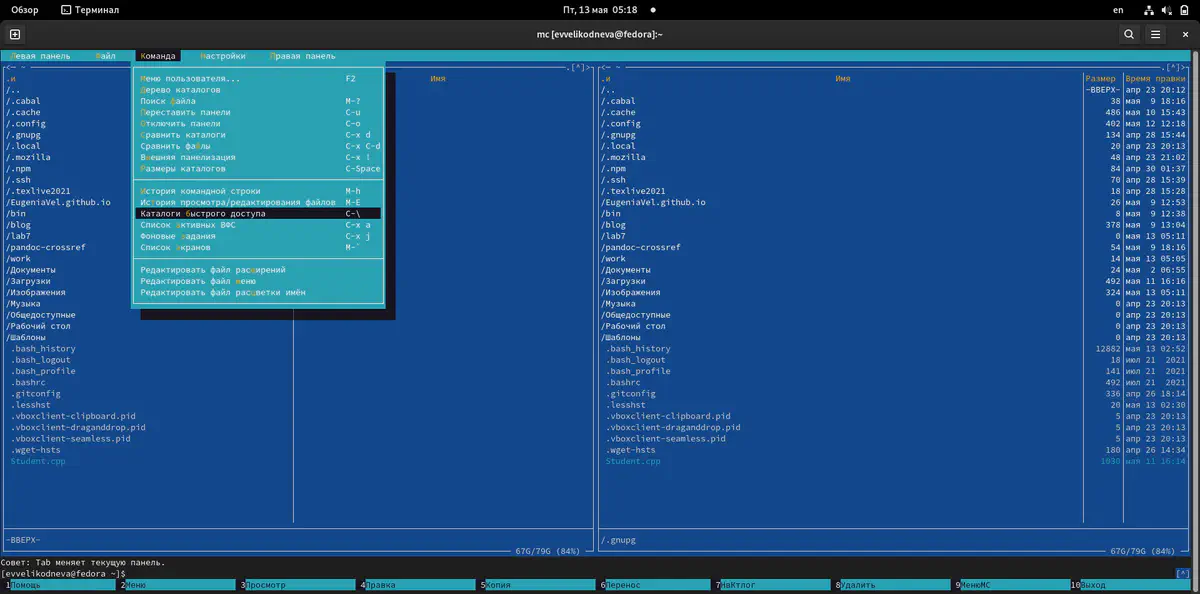 Обзор Терминал Пт, 13 мая 05:18 en
mc [evvelikodneva@fedora]:~
Левая панель Файл Команда Настройки Правая панель
<— ~ .[^]>
.и Имя
/..
/.cabal
/.cache
/.config
/.gnupg
/.local
/.mozilla
/.npm
/.ssh
/.texlive2021
/EugeniaVel.github.io
/bin
/blog
/lab7
/pandoc-crossref
/work
/Документы
/Загрузки
/Изображения
/Музыка
/Общедоступные
/Рабочий стол
/Шаблоны
.bash_history
.bash_logout
.bash_profile
.bashrc
.gitconfig
.lesshst
.vboxclient-clipboard.pid
.vboxclient-draganddrop.pid
.vboxclient-seamless.pid
.wget-hsts
Student.cpp
-ВВЕРХ-
67G/79G (84%)
Меню пользователя... F2
Дерево каталогов
Поиск файла M-?
Переставить панели C-u
Отключить панели C-o
Сравнить каталоги C-x d
Сравнить файлы C-x C-d
Внешняя панелизация C-x !
Размеры каталогов C-Space
История командной строки M-h
История просмотра/редактирования файлов M-E
Каталоги быстрого доступа C-\
Список активных ВФС C-x a
Фоновые задания C-x j
Список экранов M-`
Редактировать файл расширений
Редактировать файл меню
Редактировать файл расцветки имён
<— ~ .[^]>
.и Имя Размер Время правки
/.. -ВВЕРХ- апр 23 20:12
/.cabal 38 мая 9 18:16
/.cache 486 мая 10 15:43
/.config 402 мая 12 12:18
/.gnupg 134 апр 28 15:44
/.local 20 апр 23 20:13
/.mozilla 48 апр 23 21:02
/.npm 84 апр 30 01:37
/.ssh 70 апр 28 15:39
/.texlive2021 18 апр 28 15:28
/EugeniaVel.github.io 26 мая 9 12:53
/bin 8 мая 9 12:38
/blog 378 мая 9 13:04
/lab7 0 мая 13 05:11
/pandoc-crossref 54 мая 9 18:16
/work 14 мая 13 05:05
/Документы 24 мая 2 06:55
/Загрузки 492 мая 11 16:16
/Изображения 324 мая 13 05:11
/Музыка 0 апр 23 20:13
/Общедоступные 0 апр 23 20:13
/Рабочий стол 0 апр 23 20:13
/Шаблоны 0 апр 23 20:13
.bash_history 12882 мая 13 02:52
.bash_logout 18 июл 21 2021
.bash_profile 141 июл 21 2021
.bashrc 492 июл 21 2021
.gitconfig 336 апр 26 18:14
.lesshst 20 мая 13 02:30
.vboxclient-clipboard.pid 5 апр 23 20:13
.vboxclient-draganddrop.pid 5 апр 23 20:13
.vboxclient-seamless.pid 5 апр 23 20:13
.wget-hsts 180 апр 26 14:34
Student.cpp 1030 мая 11 16:14
/.gnupg
67G/79G (84%)
Совет: Tab меняет текущую панель.
[evvelikodneva@fedora ~]$ [^]
1Помощь 2Меню 3Просмотр 4Правка 5Копия 6Перенос 7НвКтлог 8Удалить 9МенюМС 10Выход